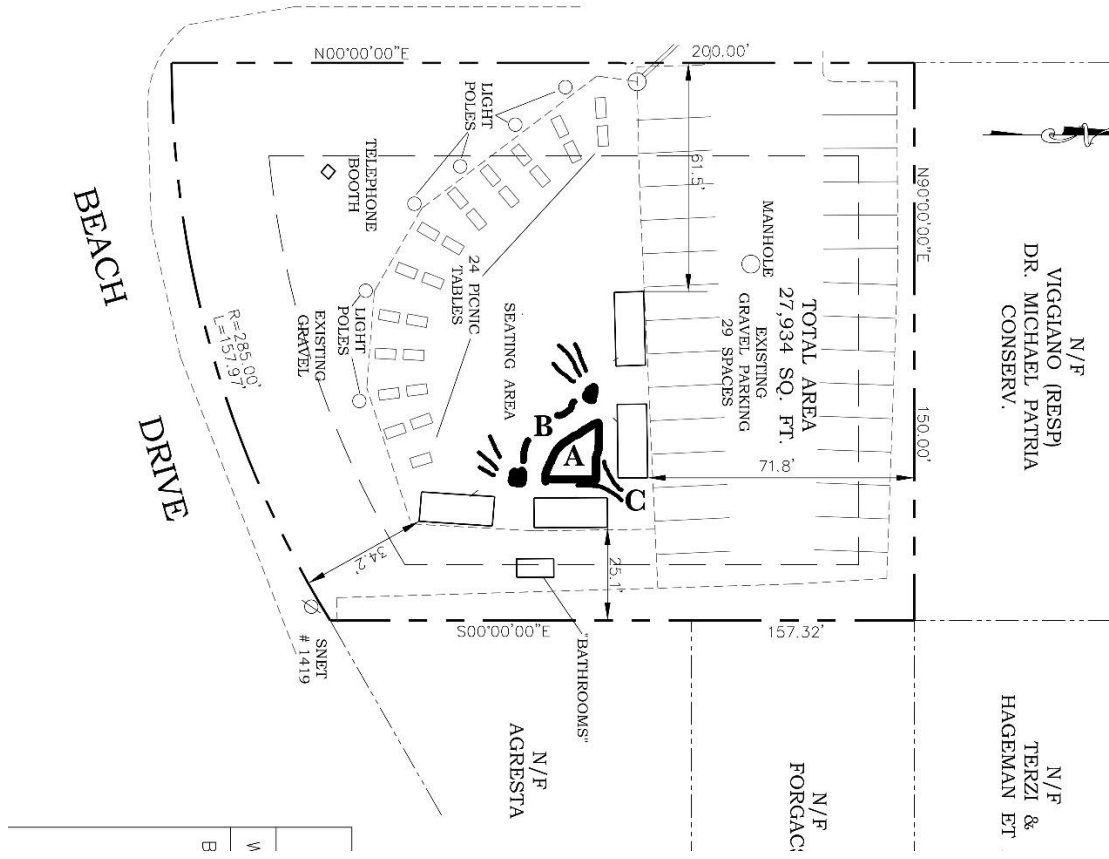 N00°00'00"E
200.00'
LIGHT
POLES
TELEPHONE
BOOTH
61.5'
MANHOLE
N90°00'00"E
150.00'
N/F
VIGGIANO (RESP)
DR. MICHAEL PATRIA
CONSERV.
TOTAL AREA
27,934 SQ. FT.
EXISTING
GRAVEL PARKING
29 SPACES
71.8'
24 PICNIC
TABLES
SEATING AREA
LIGHT
POLES
EXISTING
GRAVEL
R=285.00'
L=157.97'
BEACH
DRIVE
A
B
C
34.2'
25.1'
S00°00'00"E
157.32'
"BATHROOMS"
SNET
#1419
N/F
AGRESTA
N/F
FORGACS
N/F
TERZI &
HAGEMAN ET
W
B